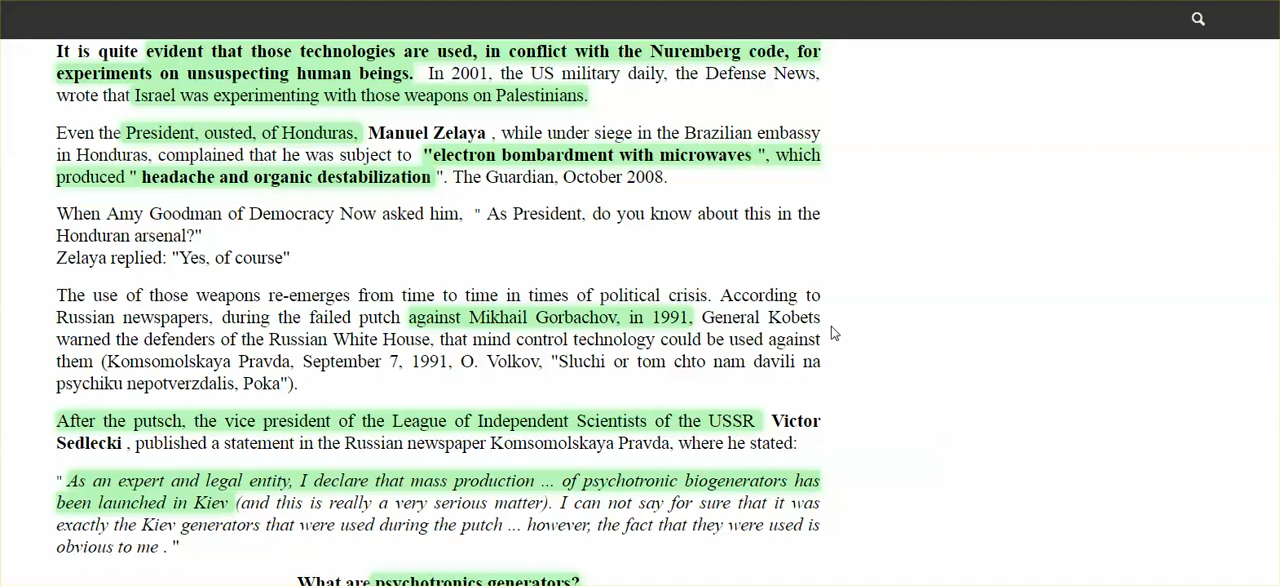 It is quite evident that those technologies are used, in conflict with the Nuremberg code, for
experiments on unsuspecting human beings. In 2001, the US military daily, the Defense News,
wrote that Israel was experimenting with those weapons on Palestinians.
Even the President, ousted, of Honduras, Manuel Zelaya , while under siege in the Brazilian embassy
in Honduras, complained that he was subject to "electron bombardment with microwaves ", which
produced " headache and organic destabilization ". The Guardian, October 2008.
When Amy Goodman of Democracy Now asked him, " As President, do you know about this in the
Honduran arsenal?"
Zelaya replied: "Yes, of course"
The use of those weapons re-emerges from time to time in times of political crisis. According to
Russian newspapers, during the failed putch against Mikhail Gorbachov, in 1991, General Kobets
warned the defenders of the Russian White House, that mind control technology could be used against
them (Komsomolskaya Pravda, September 7, 1991, O. Volkov, "Sluchi or tom chto nam davili na
psychiku nepotverzdalis, Poka").
After the putsch, the vice president of the League of Independent Scientists of the USSR Victor
Sedlecki , published a statement in the Russian newspaper Komsomolskaya Pravda, where he stated:
" As an expert and legal entity, I declare that mass production ... of psychotronic biogenerators has
been launched in Kiev (and this is really a very serious matter). I can not say for sure that it was
exactly the Kiev generators that were used during the putch ... however, the fact that they were used is
obvious to me . "
What are psychotronics generators?